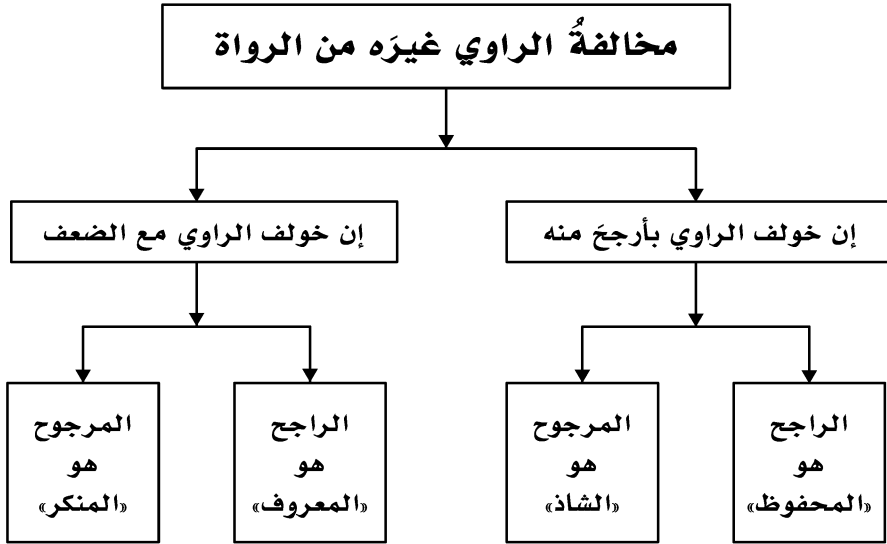 مخالفةُ الراوي غيرَه من الرواة
إن خولف الراوي بأرجحَ منه
إن خولف الراوي مع الضعف
الراجح
هو
«المحفوظ»
المرجوح
هو
«الشاذ»
الراجح
هو
«المعروف»
المرجوح
هو
«المنكر»